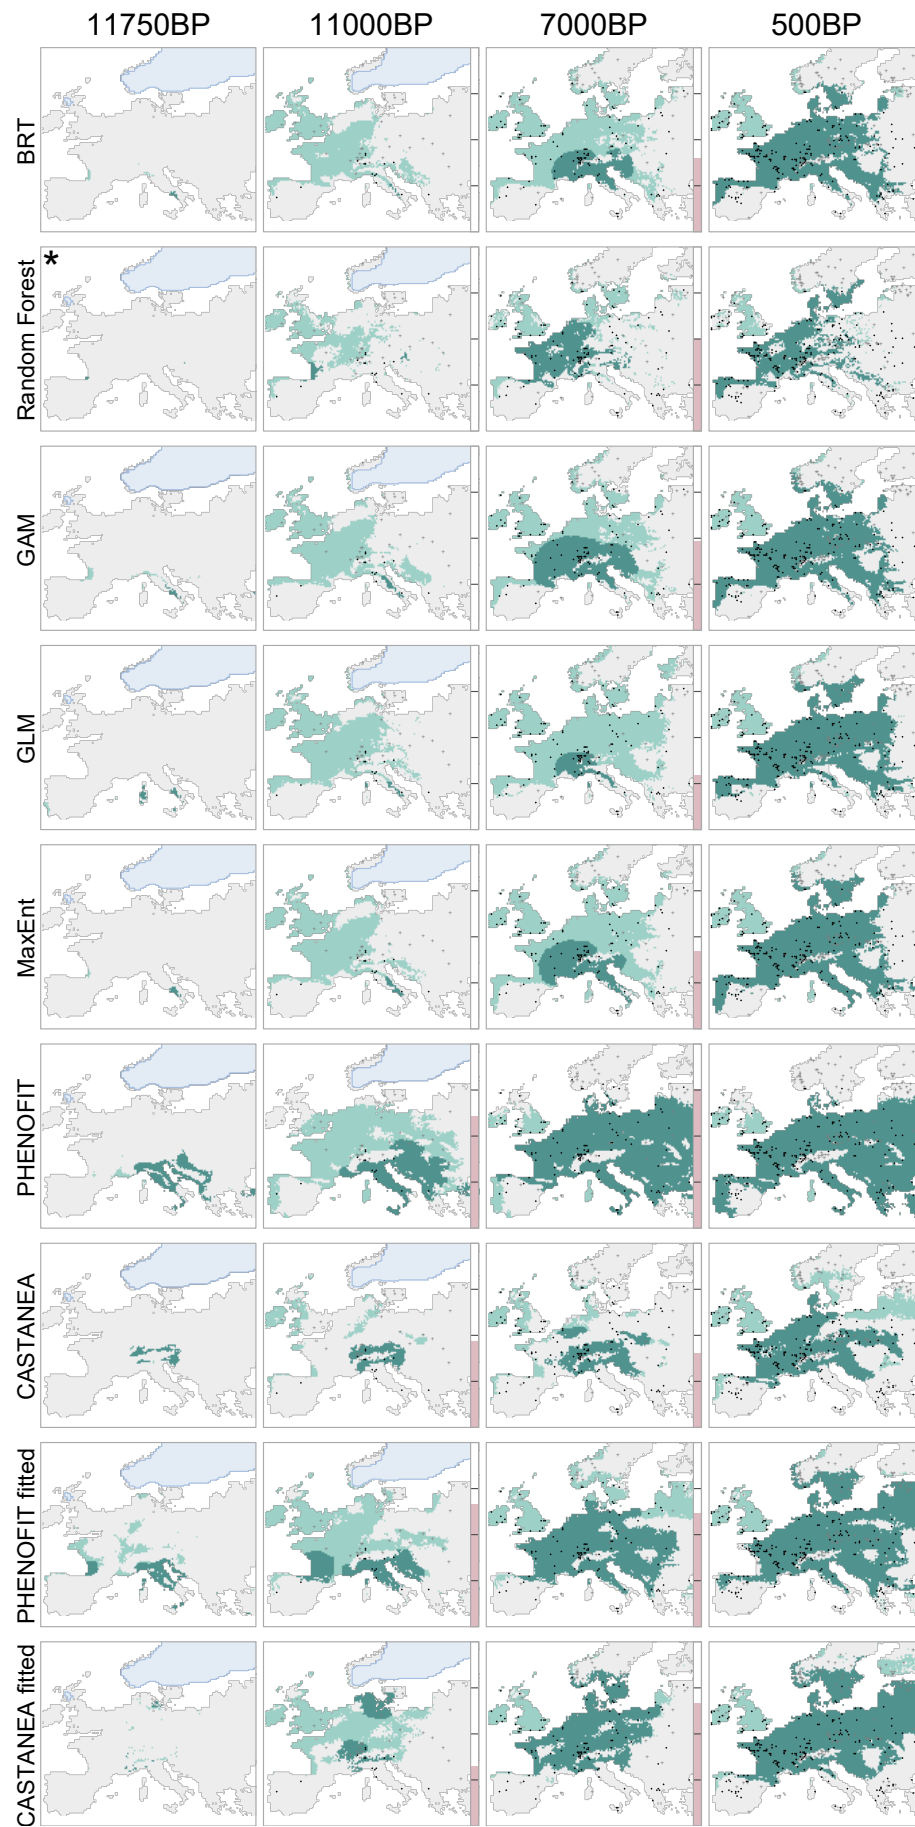 11750BP 11000BP 7000BP 500BP
BRT
Random Forest
*
GAM
GLM
MaxEnt
PHENOFIT
CASTANEA
PHENOFIT fitted
CASTANEA fitted